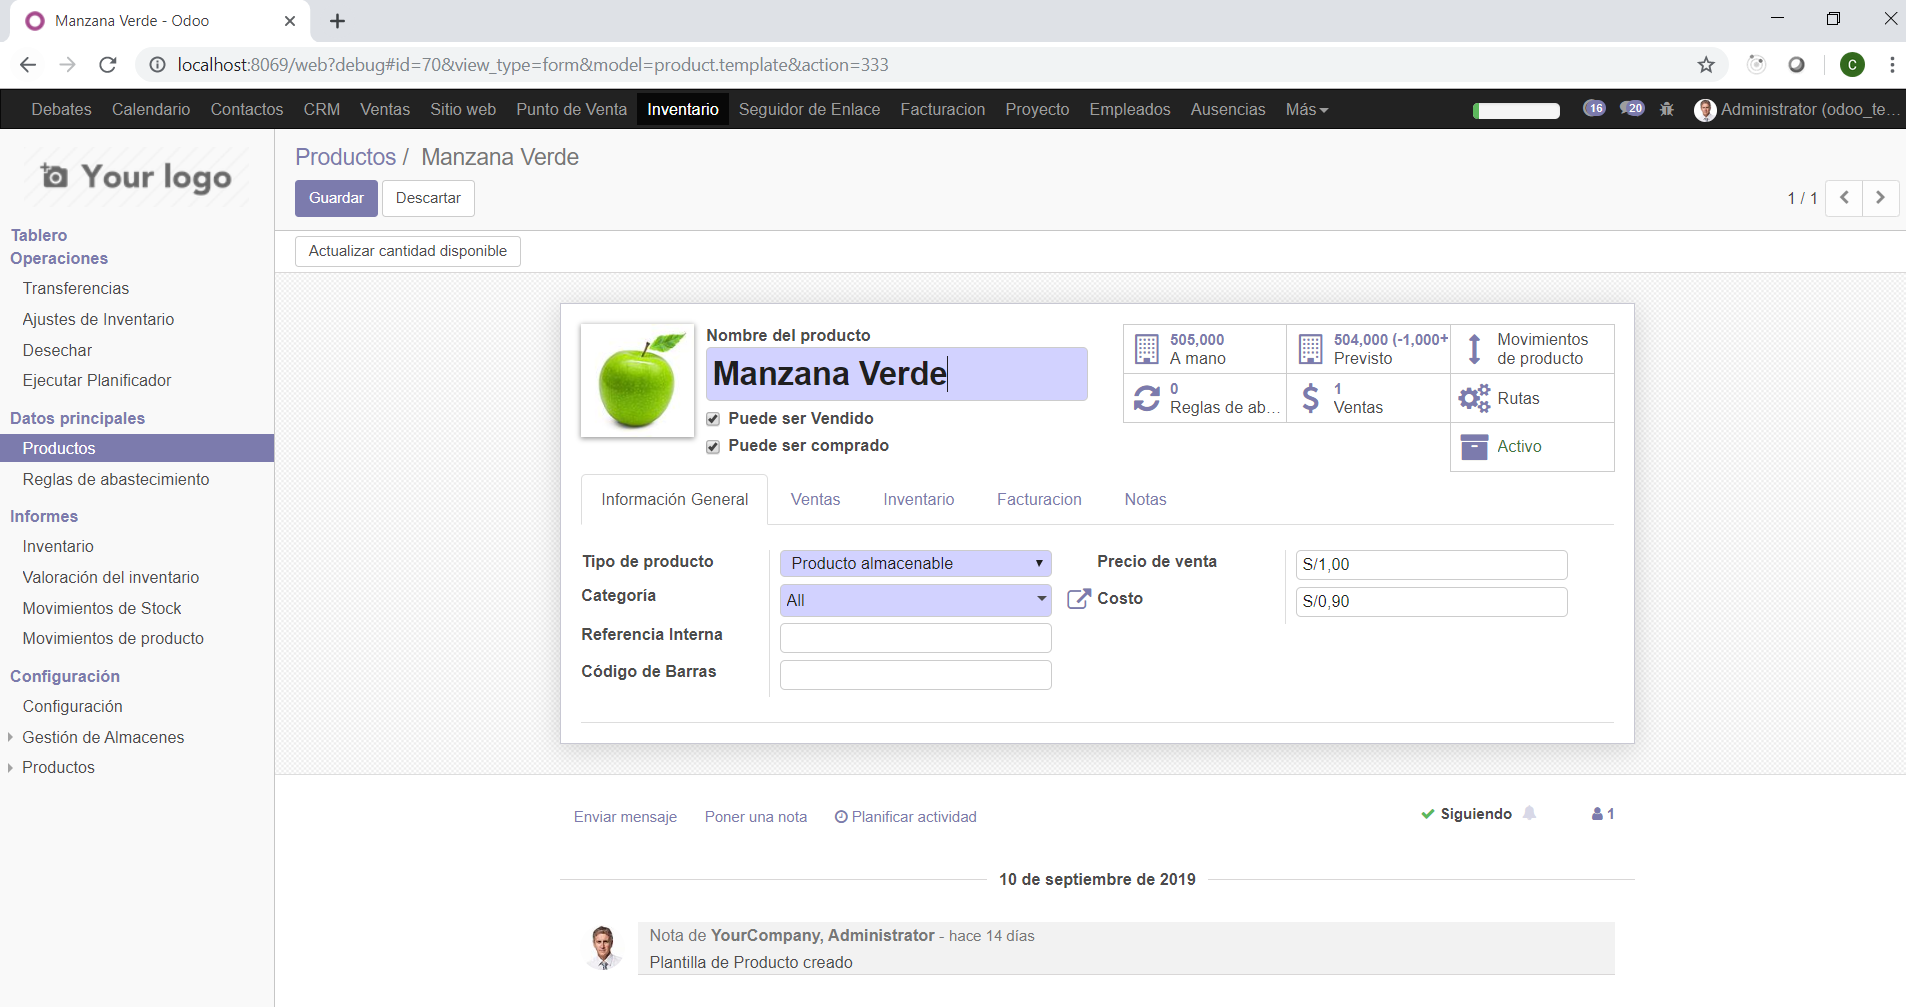 Manzana Verde - Odoo
localhost:8069/web?debug#id=70&view_type=form&model=product.template&action=333
C
Debates Calendario Contactos CRM Ventas Sitio web Punto de Venta Inventario Seguidor de Enlace Facturacion Proyecto Empleados Ausencias Más 16 20 Administrator (odoo_te...
Your logo
Productos / Manzana Verde
Guardar Descartar
1 / 1
Actualizar cantidad disponible
Tablero
Operaciones
Transferencias
Ajustes de Inventario
Desechar
Ejecutar Planificador
Datos principales
Productos
Reglas de abastecimiento
Informes
Inventario
Valoración del inventario
Movimientos de Stock
Movimientos de producto
Configuración
Configuración
Gestión de Almacenes
Productos
Nombre del producto
Manzana Verde
Puede ser Vendido
Puede ser comprado
505,000
A mano
504,000 (-1,000+
Previsto
Movimientos
de producto
0
Reglas de ab...
1
Ventas
Rutas
Activo
Información General Ventas Inventario Facturacion Notas
Tipo de producto Producto almacenable
Categoría All
Referencia Interna
Código de Barras
Precio de venta S/1,00
Costo S/0,90
Enviar mensaje Poner una nota Planificar actividad
Siguiendo 1
10 de septiembre de 2019
Nota de YourCompany, Administrator - hace 14 días
Plantilla de Producto creado